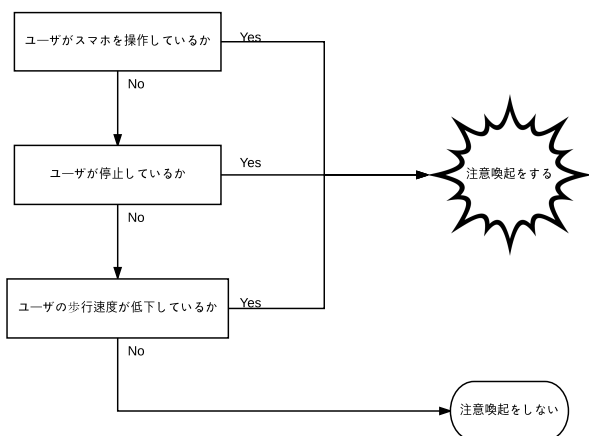 ユーザがスマホを操作しているか
Yes
No
ユーザが停止しているか
Yes
注意喚起をする
No
ユーザの歩行速度が低下しているか
Yes
No
注意喚起をしない